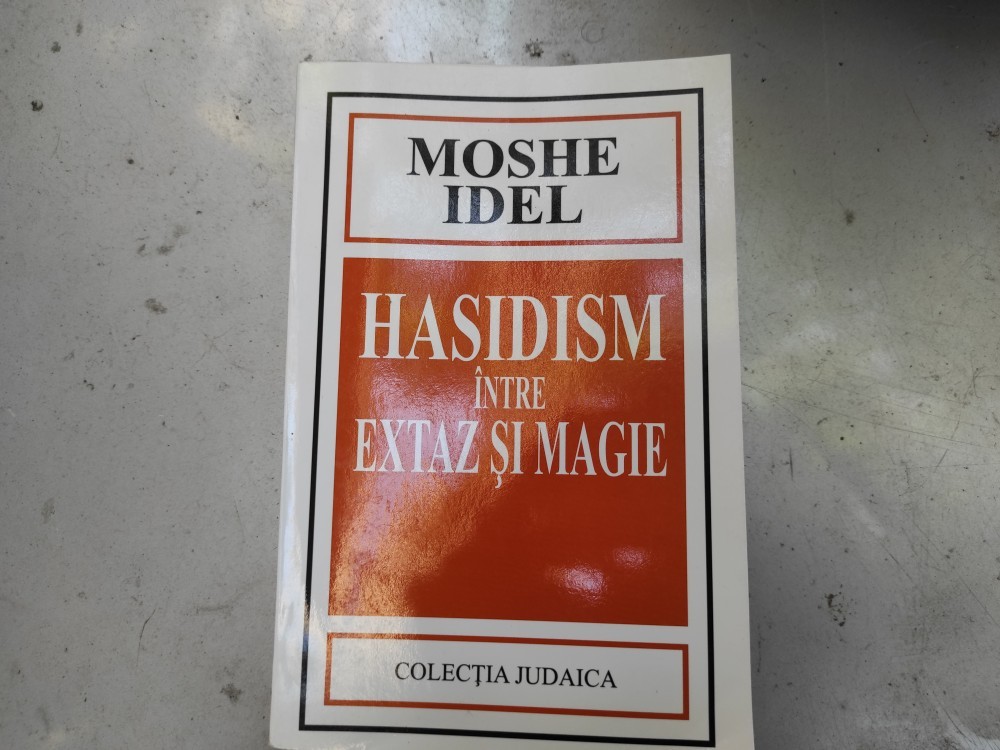 MOSHE
IDEL
HASIDISM
ÎNTRE
EXTAZ ŞI MAGIE
COLECŢIA JUDAICA